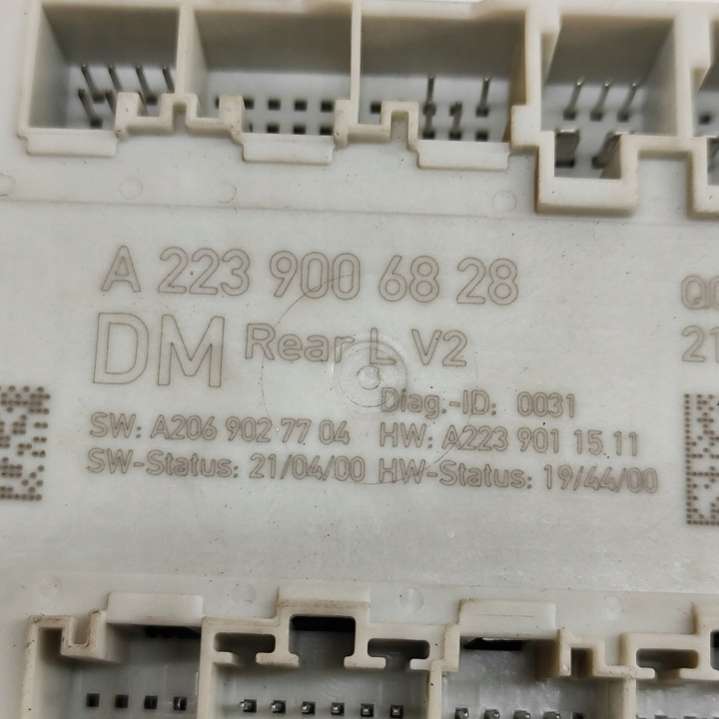 A 223 900 68 28
DM Rear L V2
Diag.-ID: 0031
SW: A206 902 77 04 HW: A223 901 15 11
SW-Status: 21/04/00 HW-Status: 19/44/00
21